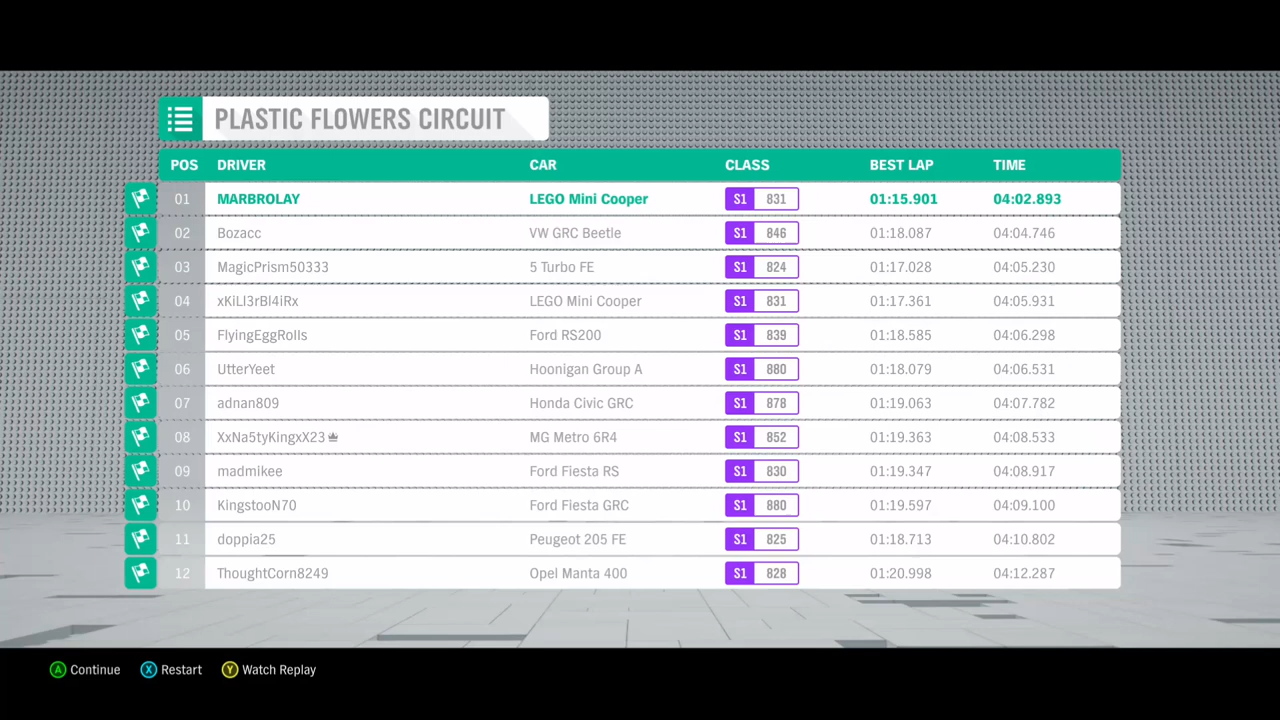 PLASTIC FLOWERS CIRCUIT
POS DRIVER CAR CLASS BEST LAP TIME
01 MARBROLAY LEGO Mini Cooper S1 831 01:15.901 04:02.893
02 Bozacc VW GRC Beetle S1 846 01:18.087 04:04.746
03 MagicPrism50333 5 Turbo FE S1 824 01:17.028 04:05.230
04 xKiLl3rBl4iRx LEGO Mini Cooper S1 831 01:17.361 04:05.931
05 FlyingEggRolls Ford RS200 S1 839 01:18.585 04:06.298
06 UtterYeet Hoonigan Group A S1 880 01:18.079 04:06.531
07 adnan809 Honda Civic GRC S1 878 01:19.063 04:07.782
08 XxNa5tyKingxX23 MG Metro 6R4 S1 852 01:19.363 04:08.533
09 madmikee Ford Fiesta RS S1 830 01:19.347 04:08.917
10 KingstooN70 Ford Fiesta GRC S1 880 01:19.597 04:09.100
11 doppia25 Peugeot 205 FE S1 825 01:18.713 04:10.802
12 ThoughtCorn8249 Opel Manta 400 S1 828 01:20.998 04:12.287
A Continue X Restart Y Watch Replay